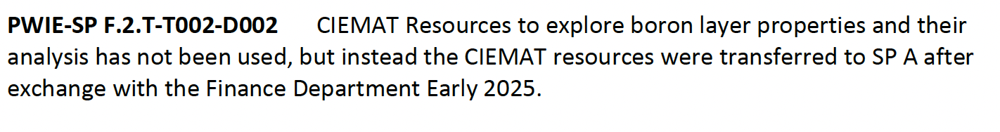 PWIE-SP F.2.T-T002-D002 CIEMAT Resources to explore boron layer properties and their
analysis has not been used, but instead the CIEMAT resources were transferred to SP A after
exchange with the Finance Department Early 2025.